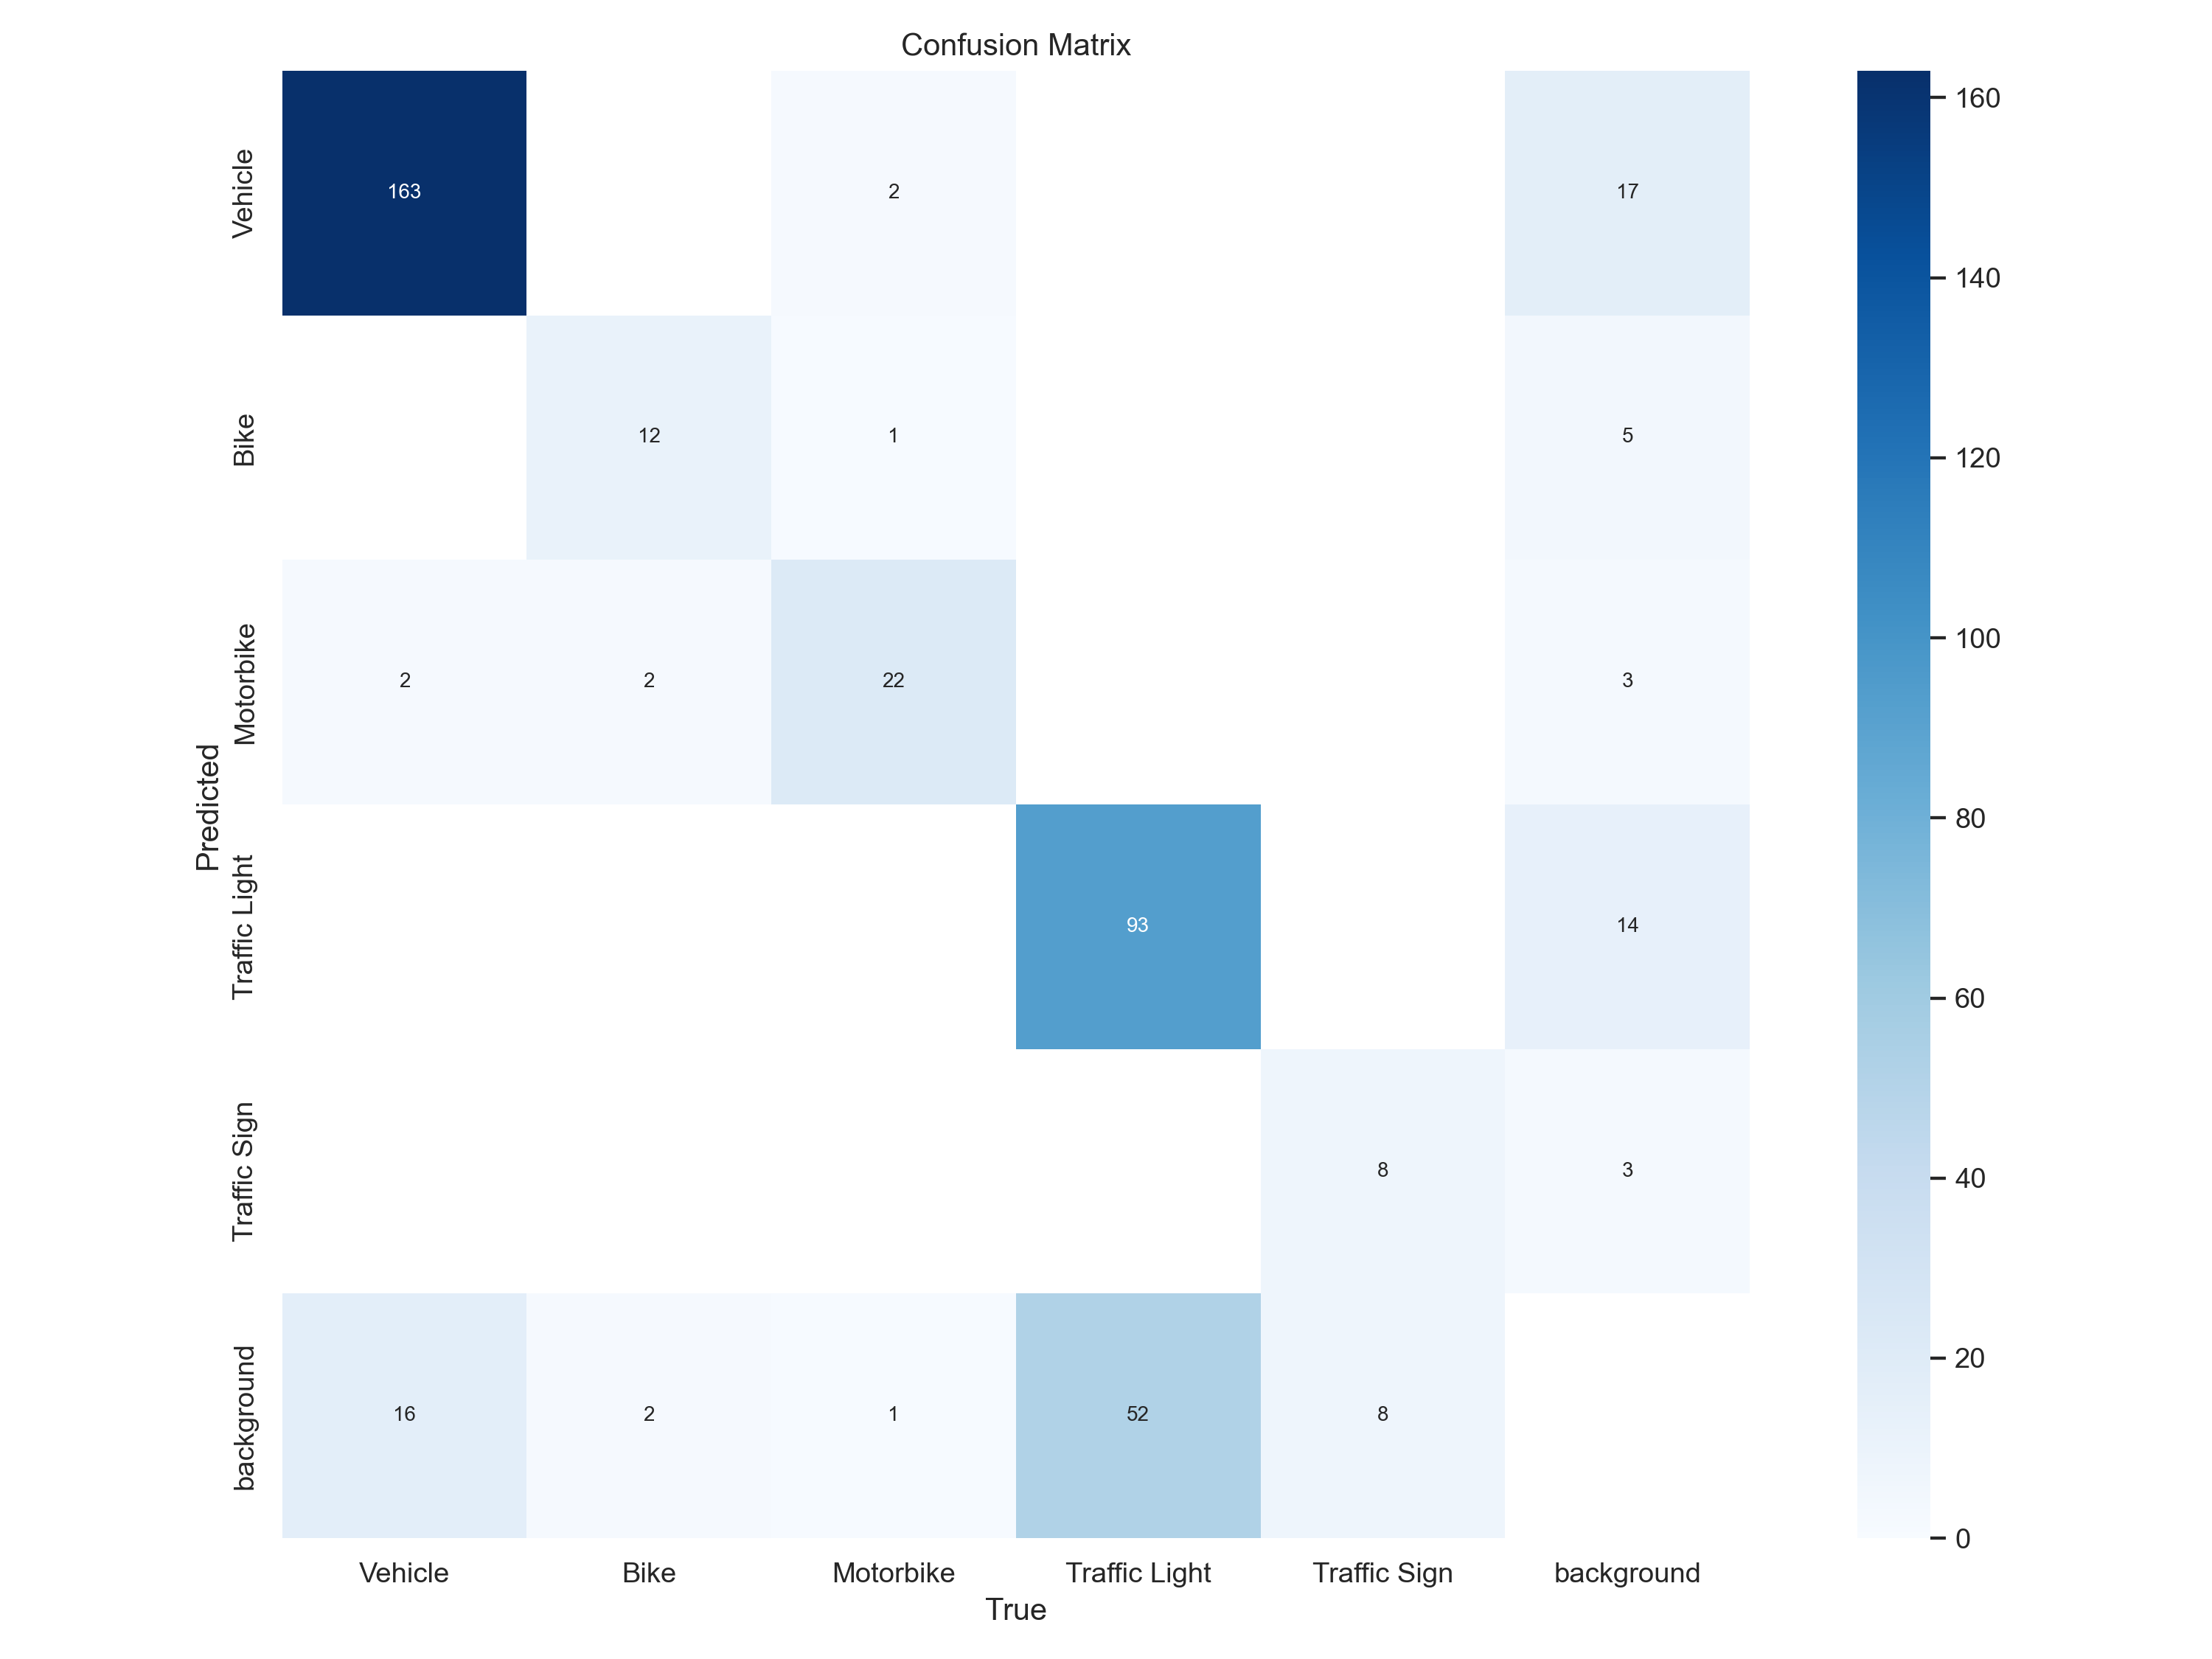 Confusion Matrix
Predicted
Vehicle 163 2 17
Bike 12 1 5
Motorbike 2 2 22 3
Traffic Light 93 14
Traffic Sign 8 3
background 16 2 1 52 8
Vehicle Bike Motorbike Traffic Light Traffic Sign background
True
160
140
120
100
80
60
40
20
0